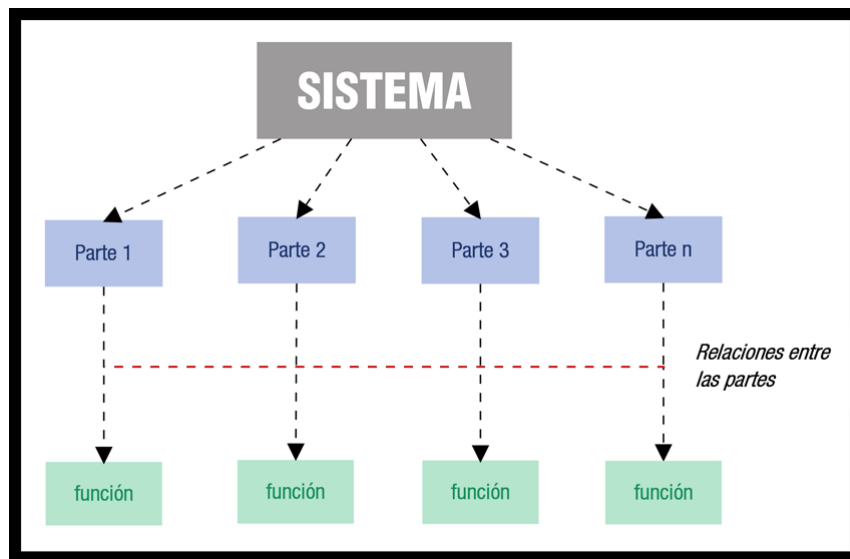 SISTEMA
Parte 1
Parte 2
Parte 3
Parte n
Relaciones entre
las partes
función
función
función
función